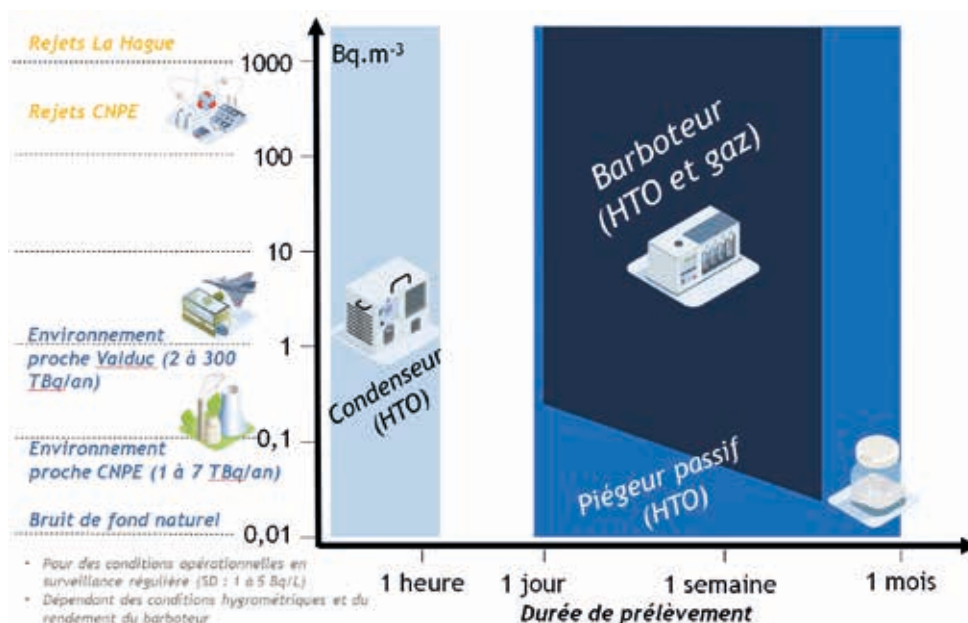 Rejets La Hague
Bq.m-3
1000
Rejets CNPE
100
Barboteur
(HTO et gaz)
10
Environnement
proche Valduc (2 à 300
TBq/an)
1
Condenseur
(HTO)
0,1
Environnement
proche CNPE (1 à 7 TBq/an)
Piégeur passif
(HTO)
Bruit de fond naturel
0,01
• Pour des conditions opérationnelles en
surveillance régulière (SD : 1 à 5 Bq/L)
• Dépendant des conditions hygrométriques et du
rendement du barboteur
1 heure
1 jour
1 semaine
1 mois
Durée de prélèvement